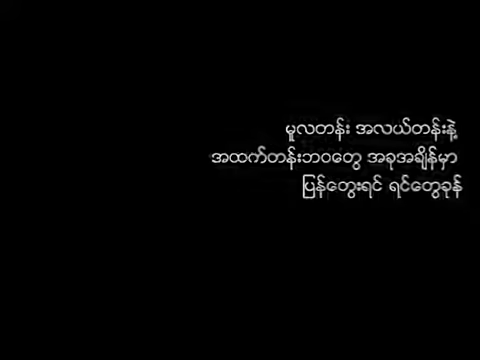 မူလတန်း အလယ်တန်းနဲ့
အထက်တန်းဘဝတွေ အခုအချိန်မှာ
ပြန်တွေးရင် ရင်တွေခုန်